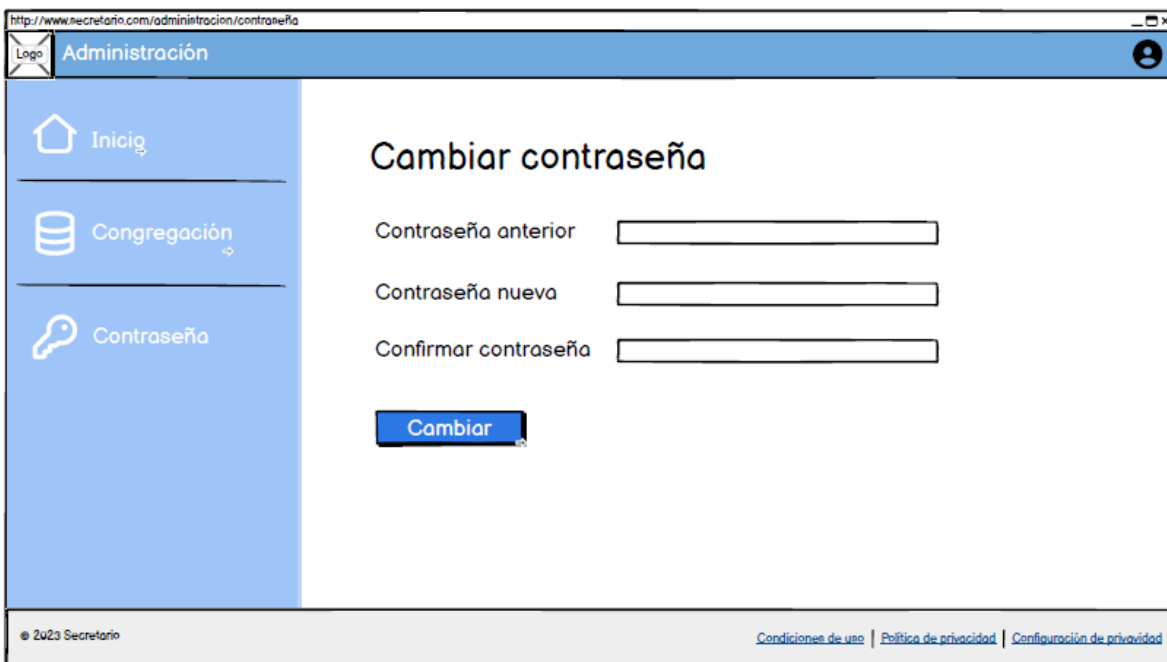 http://www.secretario.com/administracion/contraseña
Logo
Administración
Inicio
Congregación
Contraseña
Cambiar contraseña
Contraseña anterior
Contraseña nueva
Confirmar contraseña
Cambiar
© 2023 Secretario
Condiciones de uso | Política de privacidad | Configuración de privavidad